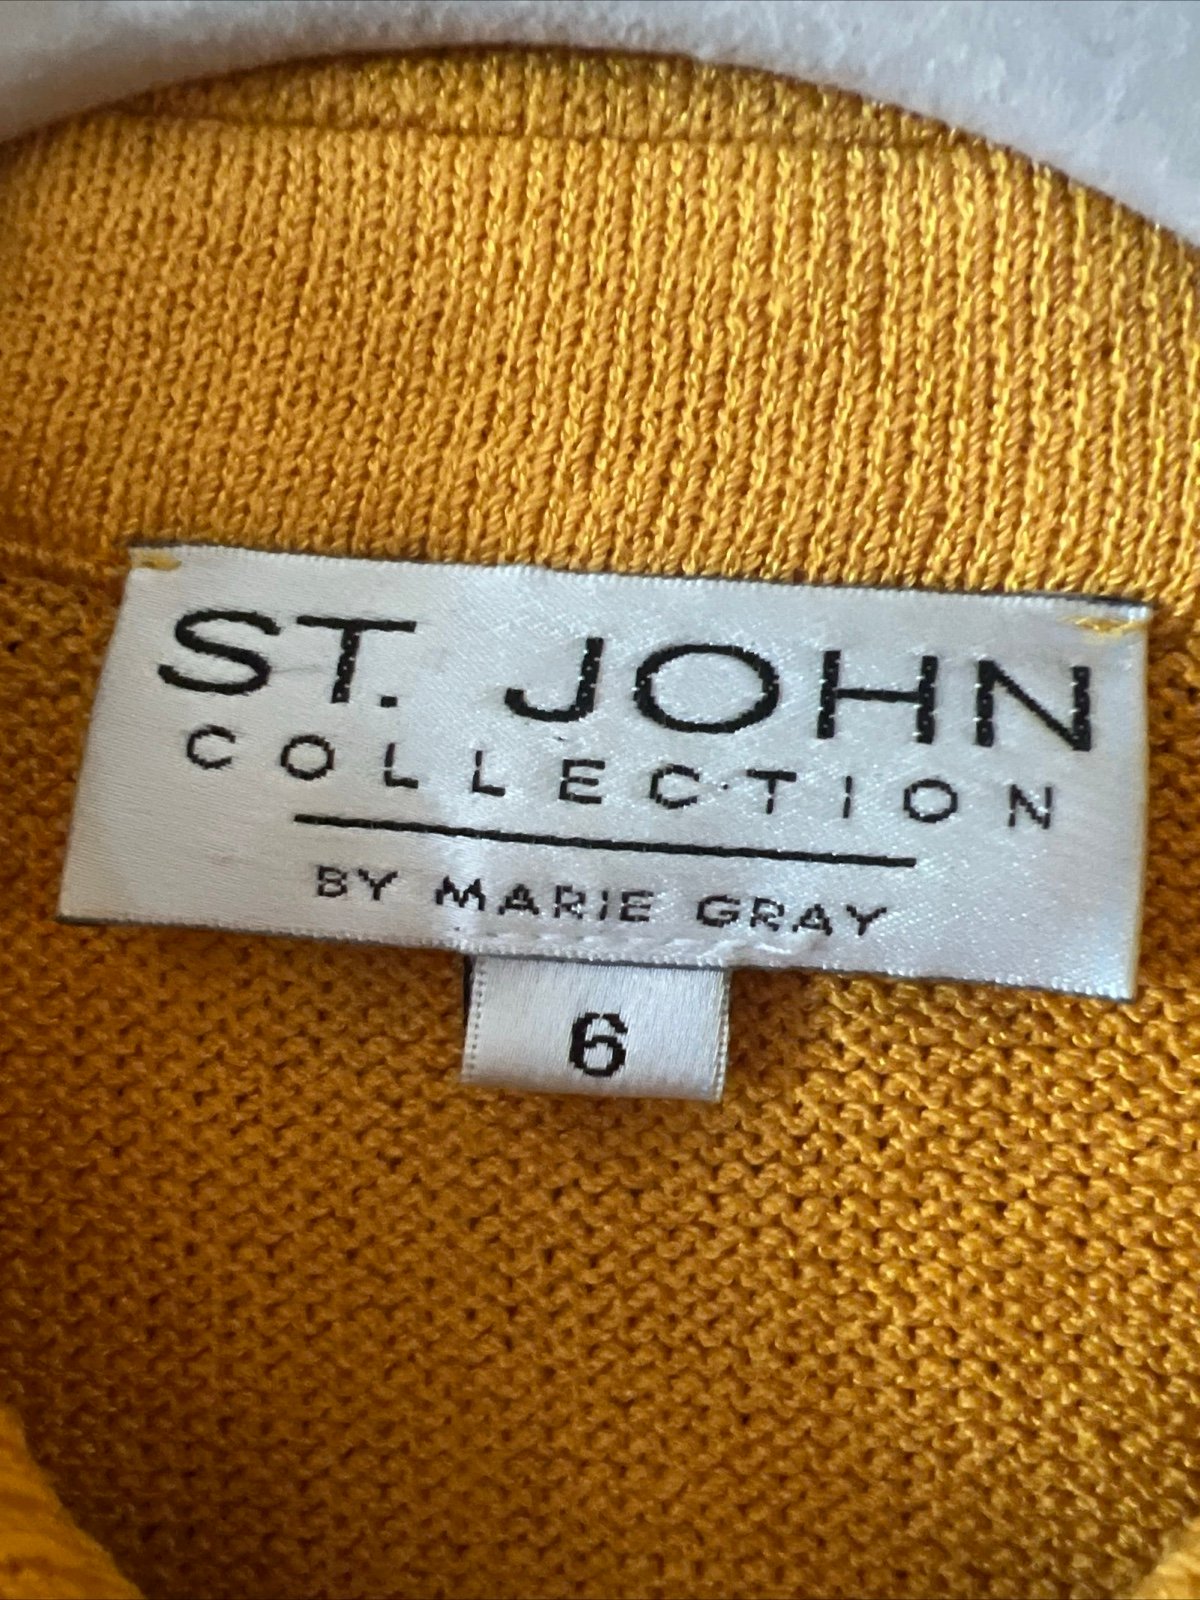 ST. JOHN
COLLECTION
BY MARIE GRAY
6